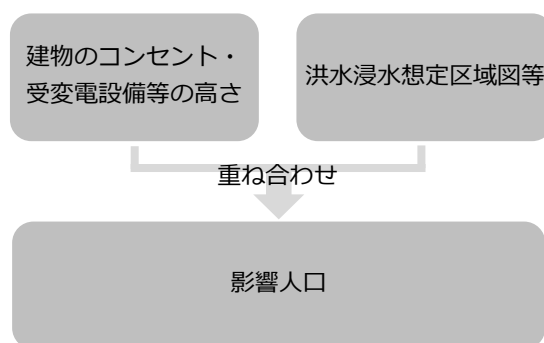 建物のコンセント・
受変電設備等の高さ
洪水浸水想定区域図等
重ね合わせ
影響人口